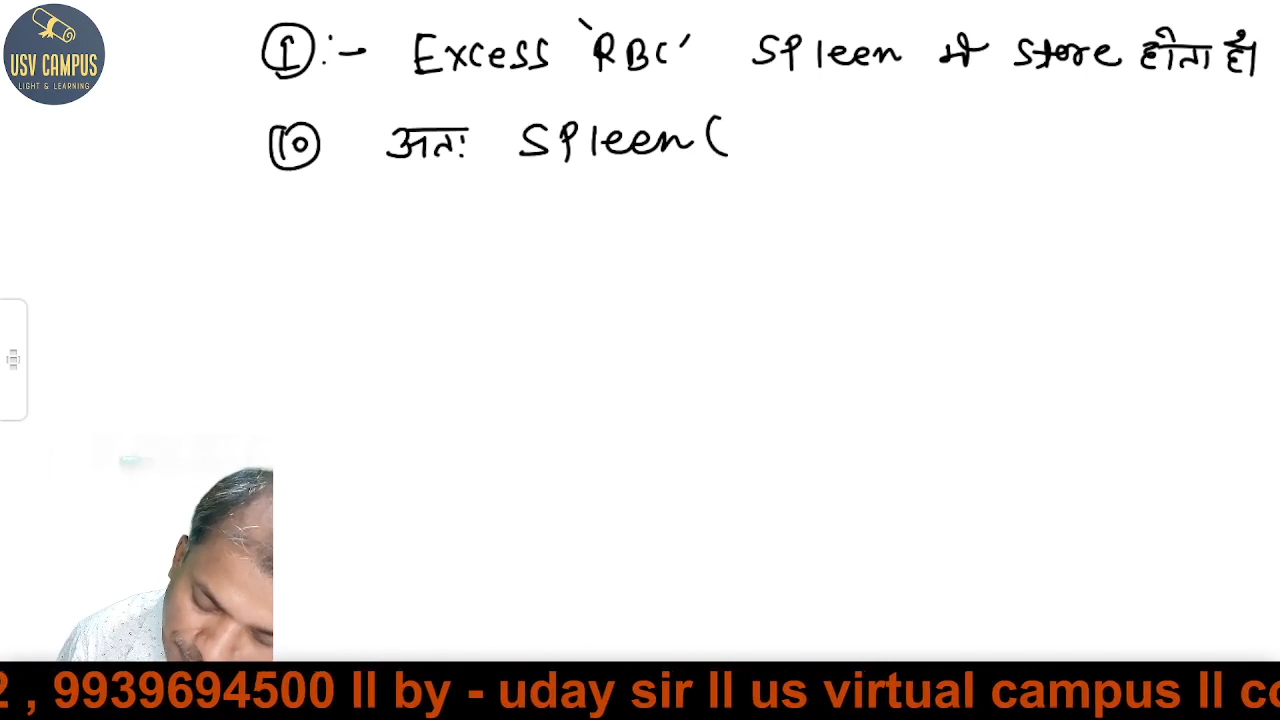 USV CAMPUS
LIGHT & LEARNING
① :- Excess `RBC' Spleen में store होता है।
⑩ अतः Spleen (
2 , 9939694500 ll by - uday sir ll us virtual campus ll co